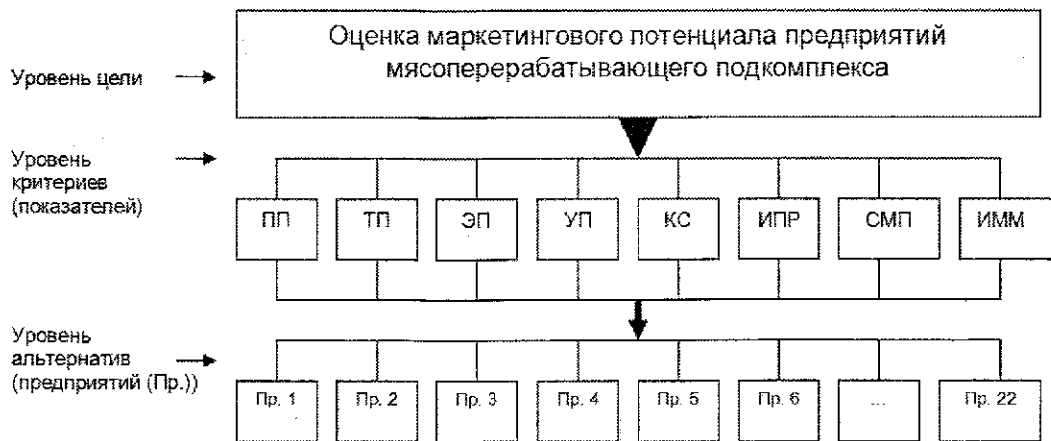 Оценка маркетингового потенциала предприятий
мясоперерабатывающего подкомплекса
Уровень цели
Уровень
критериев
(показателей)
ПП ТП ЭП УП КС ИПР СМП ИММ
Уровень
альтернатив
(предприятий (Пр.))
Пр. 1 Пр. 2 Пр. 3 Пр. 4 Пр. 5 Пр. 6 ... Пр. 22